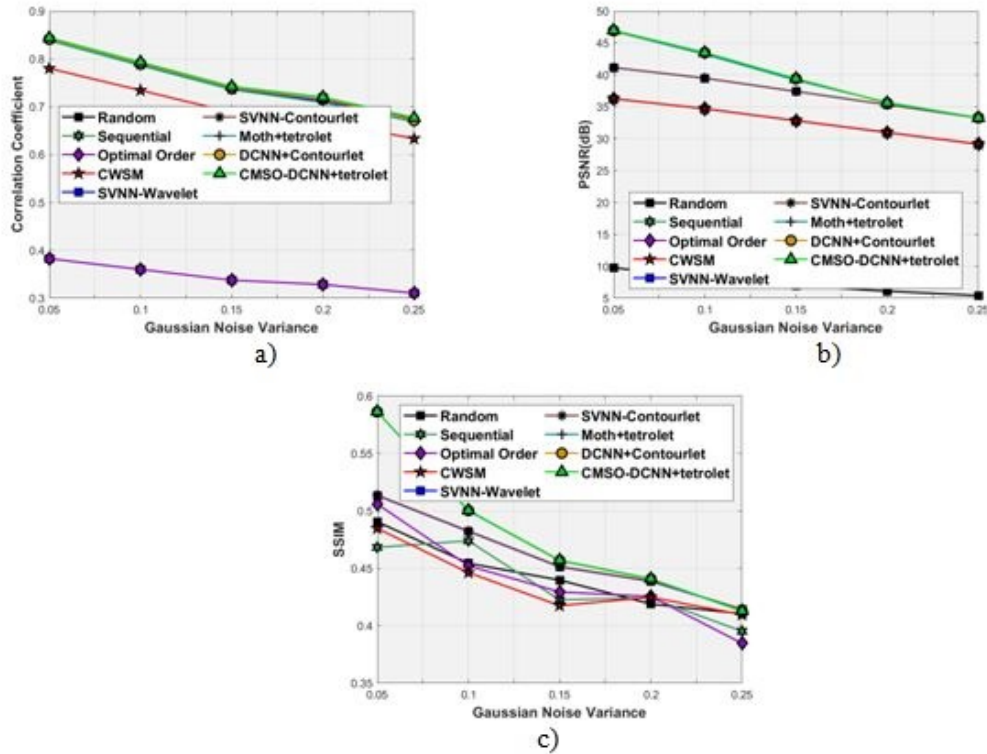 0.9
0.8
0.7
0.6
0.5
0.4
0.3
Correlation Coefficient
Random
Sequential
Optimal Order
CWSM
SVNN-Wavelet
SVNN-Contourlet
Moth+tetrolet
DCNN+Contourlet
CMSO-DCNN+tetrolet
0.05 0.1 0.15 0.2 0.25
Gaussian Noise Variance
a)
50
45
40
35
30
25
20
15
10
5
PSNR(dB)
Random
Sequential
Optimal Order
CWSM
SVNN-Wavelet
SVNN-Contourlet
Moth+tetrolet
DCNN+Contourlet
CMSO-DCNN+tetrolet
0.05 0.1 0.15 0.2 0.25
Gaussian Noise Variance
b)
0.6
0.55
0.5
0.45
0.4
0.35
SSIM
Random
Sequential
Optimal Order
CWSM
SVNN-Wavelet
SVNN-Contourlet
Moth+tetrolet
DCNN+Contourlet
CMSO-DCNN+tetrolet
0.05 0.1 0.15 0.2 0.25
Gaussian Noise Variance
c)